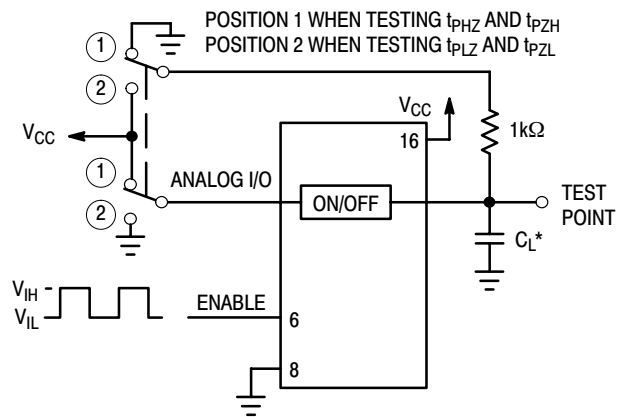 POSITION 1 WHEN TESTING tPHZ AND tPZH
POSITION 2 WHEN TESTING tPLZ AND tPZL
1
2
VCC
VCC
16
1kΩ
1
ANALOG I/O
ON/OFF
TEST
POINT
2
CL*
VIH
VIL
ENABLE
6
8